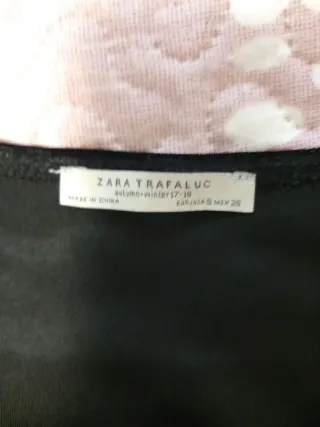 ZARA TRAFALUC
autumn-winter 17-18
MADE IN CHINA EUR/USA S MEX 26